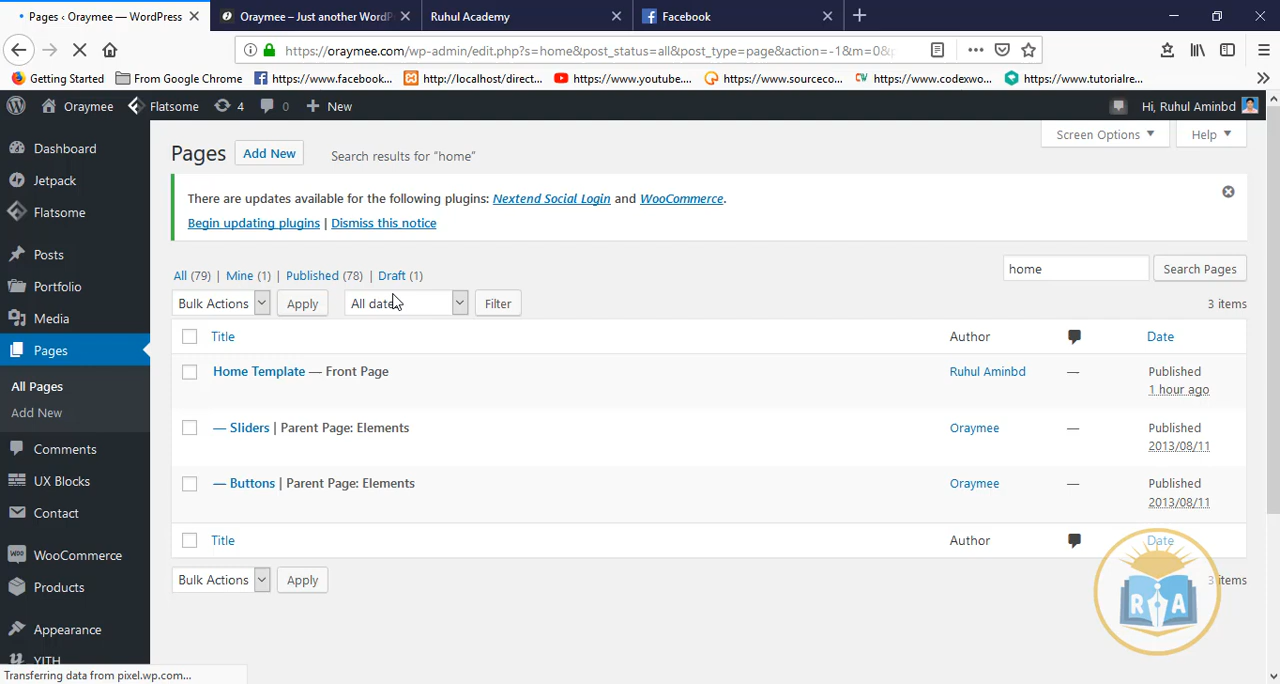 Pages ‹ Oraymee — WordPress
Oraymee – Just another WordP
Ruhul Academy
Facebook
https://oraymee.com/wp-admin/edit.php?s=home&post_status=all&post_type=page&action=-1&m=0&
Getting Started
From Google Chrome
https://www.facebook...
http://localhost/direct...
https://www.youtube....
https://www.sourceco...
https://www.codexwo...
https://www.tutorialre...
Oraymee
Flatsome
4
0
New
Hi, Ruhul Aminbd
Screen Options
Help
Dashboard
Jetpack
Flatsome
Posts
Portfolio
Media
Pages
All Pages
Add New
Comments
UX Blocks
Contact
WooCommerce
Products
Appearance
YITH
Pages Add New Search results for “home”
There are updates available for the following plugins: Nextend Social Login and WooCommerce.
Begin updating plugins | Dismiss this notice
All (79) | Mine (1) | Published (78) | Draft (1)
home
Search Pages
Bulk Actions Apply All dates Filter
3 items
Title Author Date
Home Template — Front Page Ruhul Aminbd — Published
1 hour ago
— Sliders | Parent Page: Elements Oraymee — Published
2013/08/11
— Buttons | Parent Page: Elements Oraymee — Published
2013/08/11
Title Author Date
Bulk Actions Apply
3 items
R A
Transferring data from pixel.wp.com...